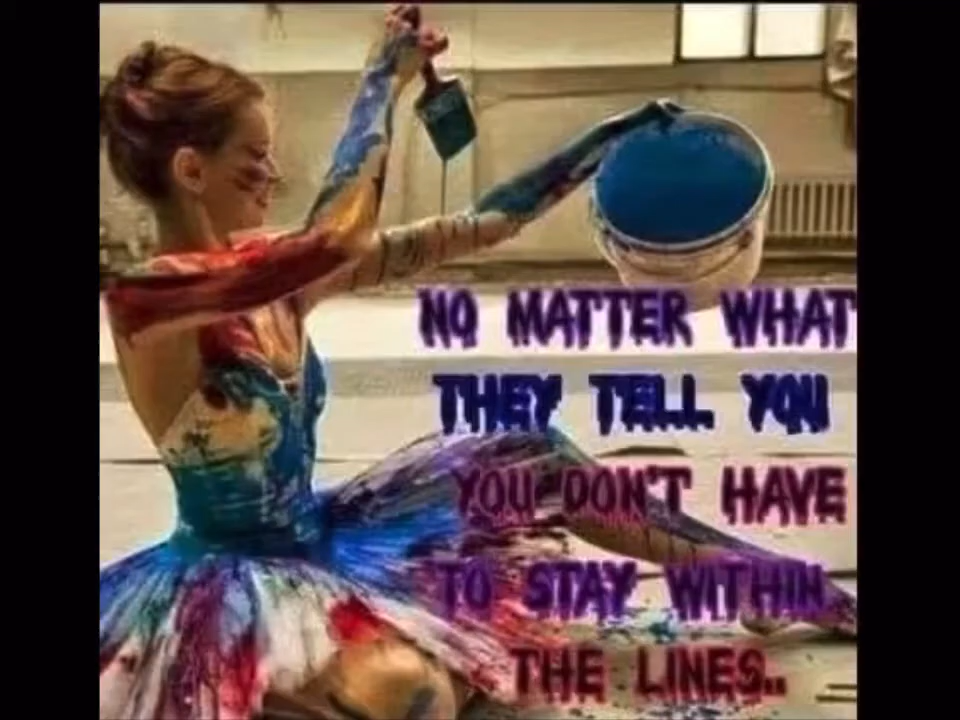 NO MATTER WHAT
THEY TELL YOU
YOU DON'T HAVE
TO STAY WITHIN
THE LINES..